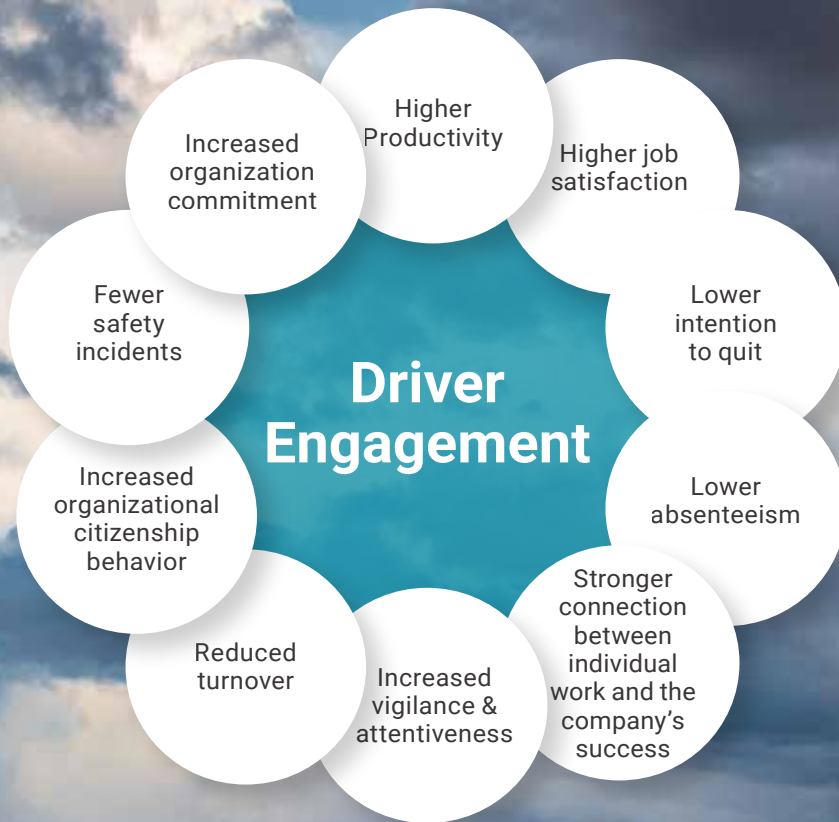 Higher
Productivity
Higher job
satisfaction
Lower
intention
to quit
Lower
absenteeism
Stronger
connection
between
individual
work and the
company’s
success
Increased
vigilance &
attentiveness
Reduced
turnover
Increased
organizational
citizenship
behavior
Fewer
safety
incidents
Increased
organization
commitment
Driver
Engagement